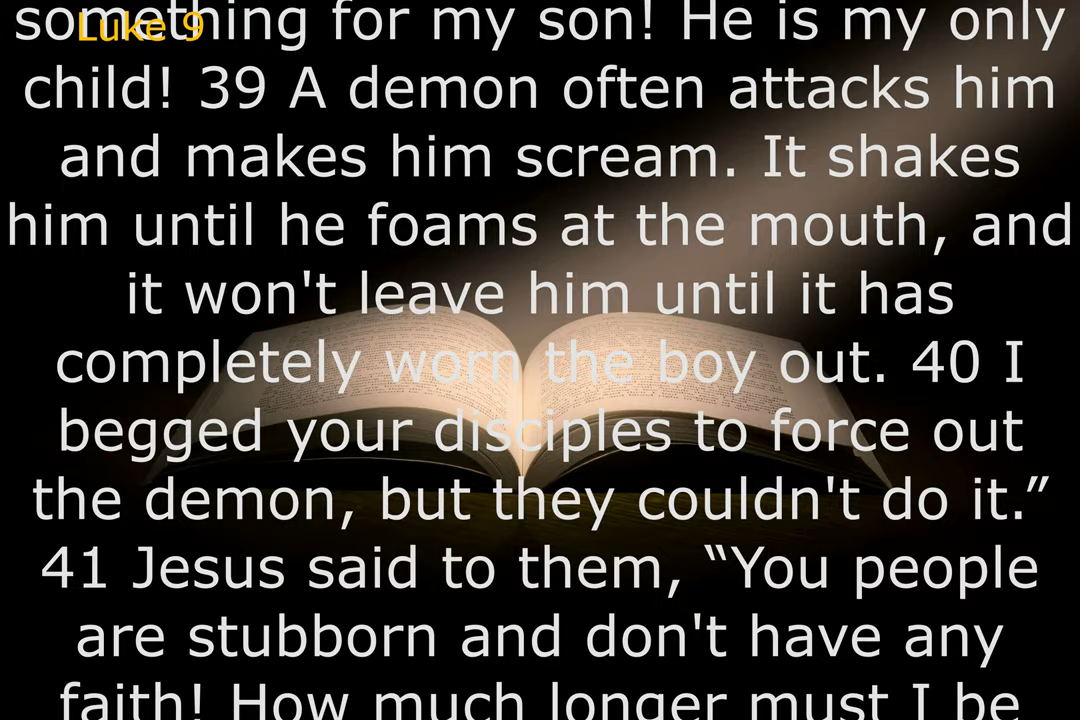 Luke 9
something for my son! He is my only
child! 39 A demon often attacks him
and makes him scream. It shakes
him until he foams at the mouth, and
it won't leave him until it has
completely worn the boy out. 40 I
begged your disciples to force out
the demon, but they couldn't do it.”
41 Jesus said to them, “You people
are stubborn and don't have any
faith! How much longer must I be